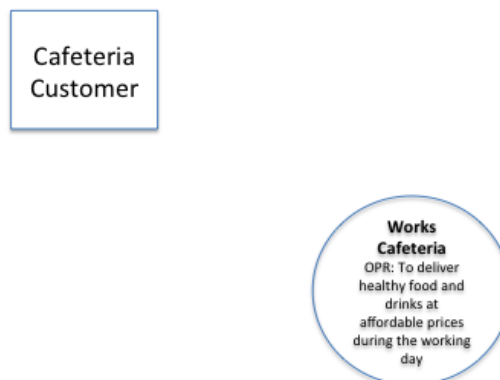 Cafeteria
Customer
Works
Cafeteria
OPR: To deliver
healthy food and
drinks at
affordable prices
during the working
day